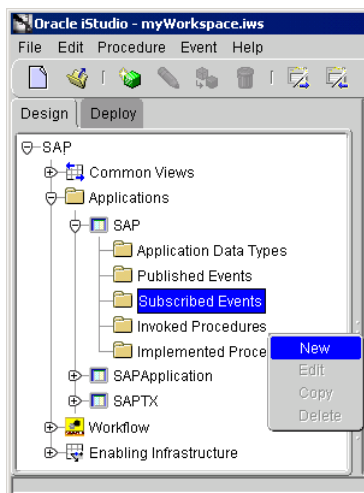 Oracle iStudio - myWorkspace.iws
File Edit Procedure Event Help
Design Deploy
SAP
Common Views
Applications
SAP
Application Data Types
Published Events
Subscribed Events
Invoked Procedures
Implemented Proce
New
Edit
Copy
Delete
SAPApplication
SAPTX
Workflow
Enabling Infrastructure